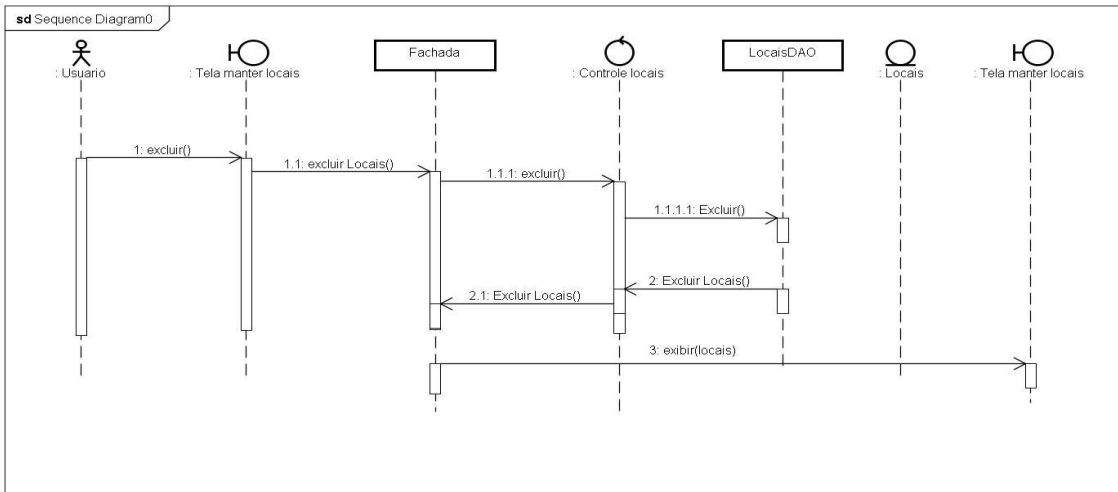 sd Sequence Diagram0
: Usuario
: Tela manter locais
Fachada
: Controle locais
LocaisDAO
: Locais
: Tela manter locais
1: excluir()
1.1: excluir Locais()
1.1.1: excluir()
1.1.1.1: Excluir()
2: Excluir Locais()
2.1: Excluir Locais()
3: exibir(locais)